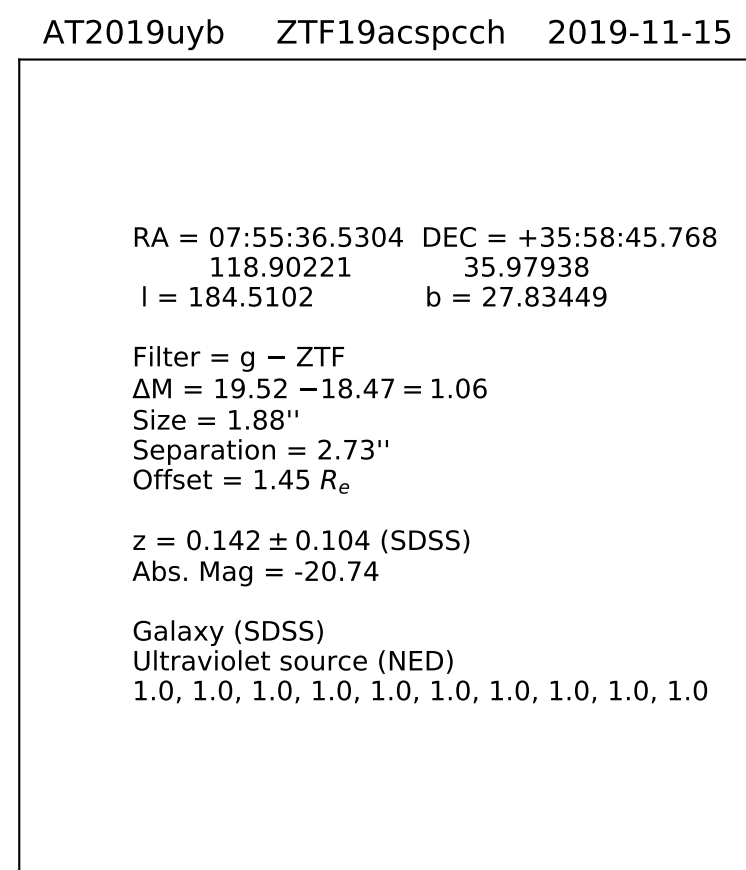 AT2019uyb ZTF19acspcch 2019-11-15
RA = 07:55:36.5304 DEC = +35:58:45.768
118.90221 35.97938
l = 184.5102 b = 27.83449
Filter = g − ZTF
ΔM = 19.52 −18.47 = 1.06
Size = 1.88''
Separation = 2.73''
Offset = 1.45 Rₑ
z = 0.142 ± 0.104 (SDSS)
Abs. Mag = -20.74
Galaxy (SDSS)
Ultraviolet source (NED)
1.0, 1.0, 1.0, 1.0, 1.0, 1.0, 1.0, 1.0, 1.0, 1.0